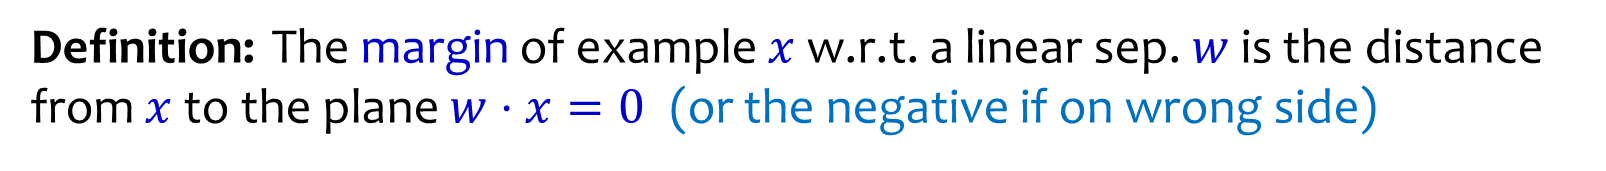 Definition: The margin of example x w.r.t. a linear sep. w is the distance
from x to the plane w · x = 0 (or the negative if on wrong side)